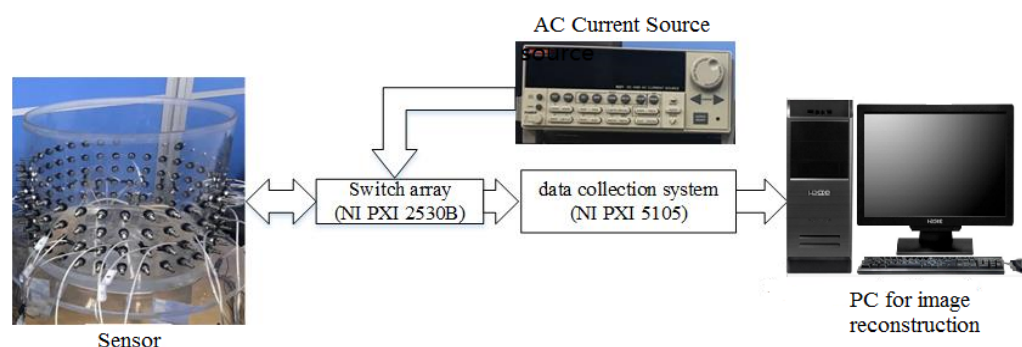 AC Current Source
source
Switch array
(NI PXI 2530B)
data collection system
(NI PXI 5105)
PC for image
reconstruction
Sensor